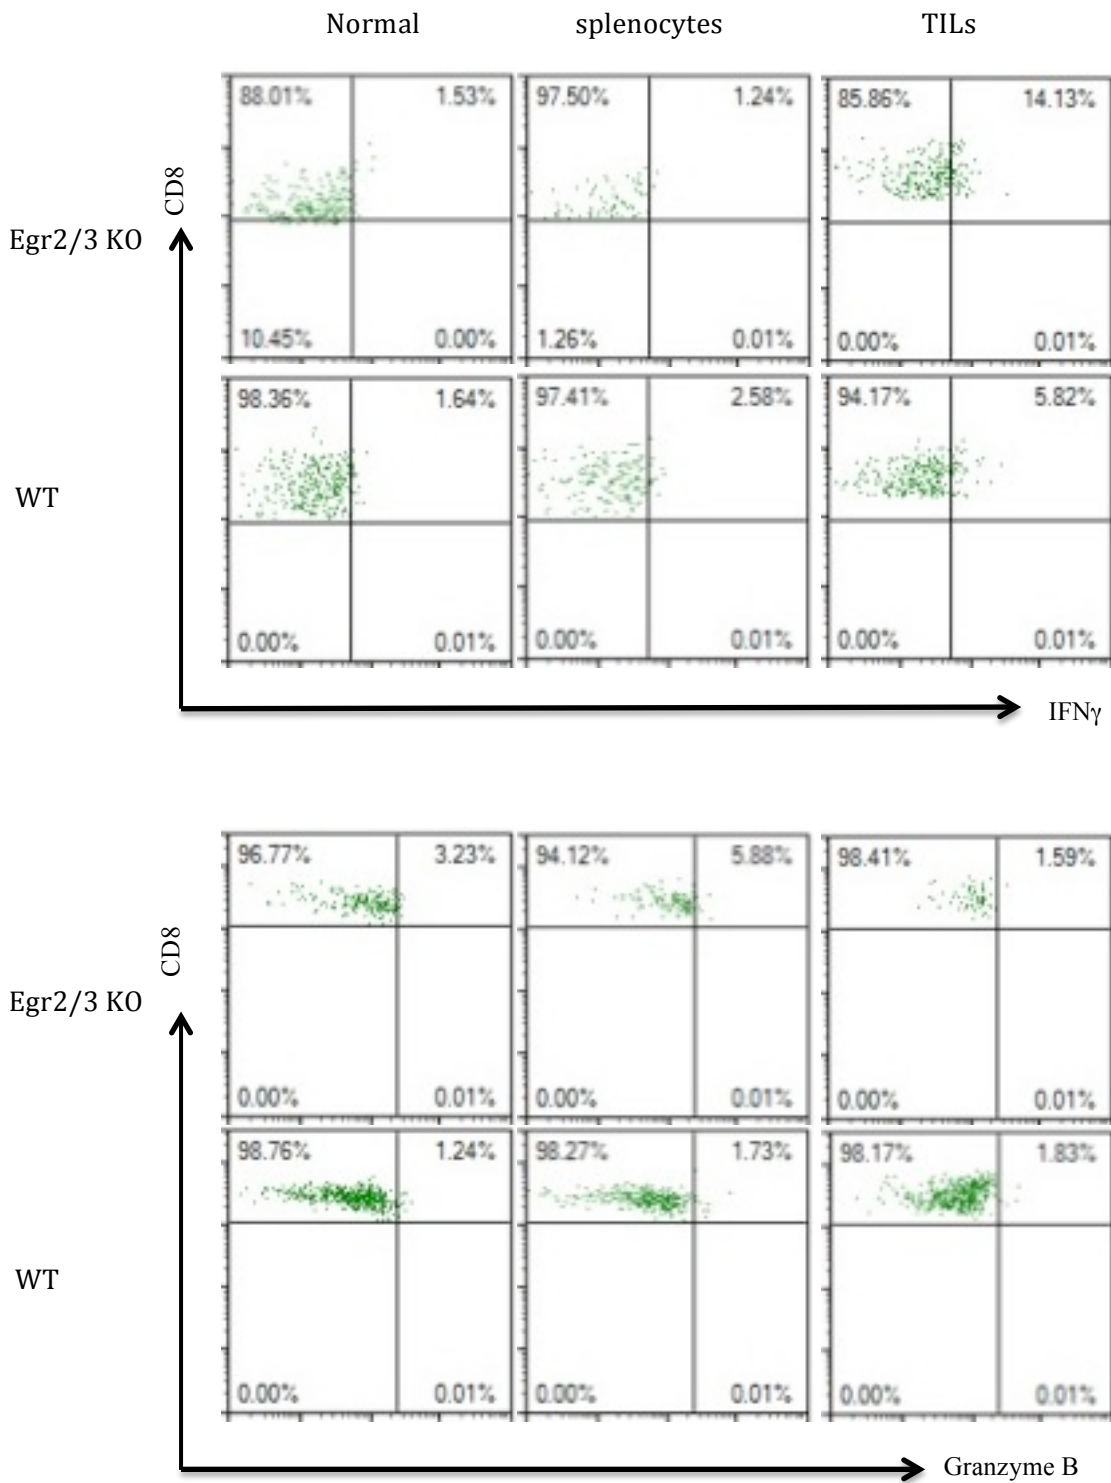 Normal splenocytes TILs
88.01% 1.53% 97.50% 1.24% 85.86% 14.13%
CD8
Egr2/3 KO
10.45% 0.00% 1.26% 0.01% 0.00% 0.01%
98.36% 1.64% 97.41% 2.58% 94.17% 5.82%
WT
0.00% 0.01% 0.00% 0.01% 0.00% 0.01%
IFNγ
96.77% 3.23% 94.12% 5.88% 98.41% 1.59%
CD8
Egr2/3 KO
0.00% 0.01% 0.00% 0.01% 0.00% 0.01%
98.76% 1.24% 98.27% 1.73% 98.17% 1.83%
WT
0.00% 0.01% 0.00% 0.01% 0.00% 0.01%
Granzyme B